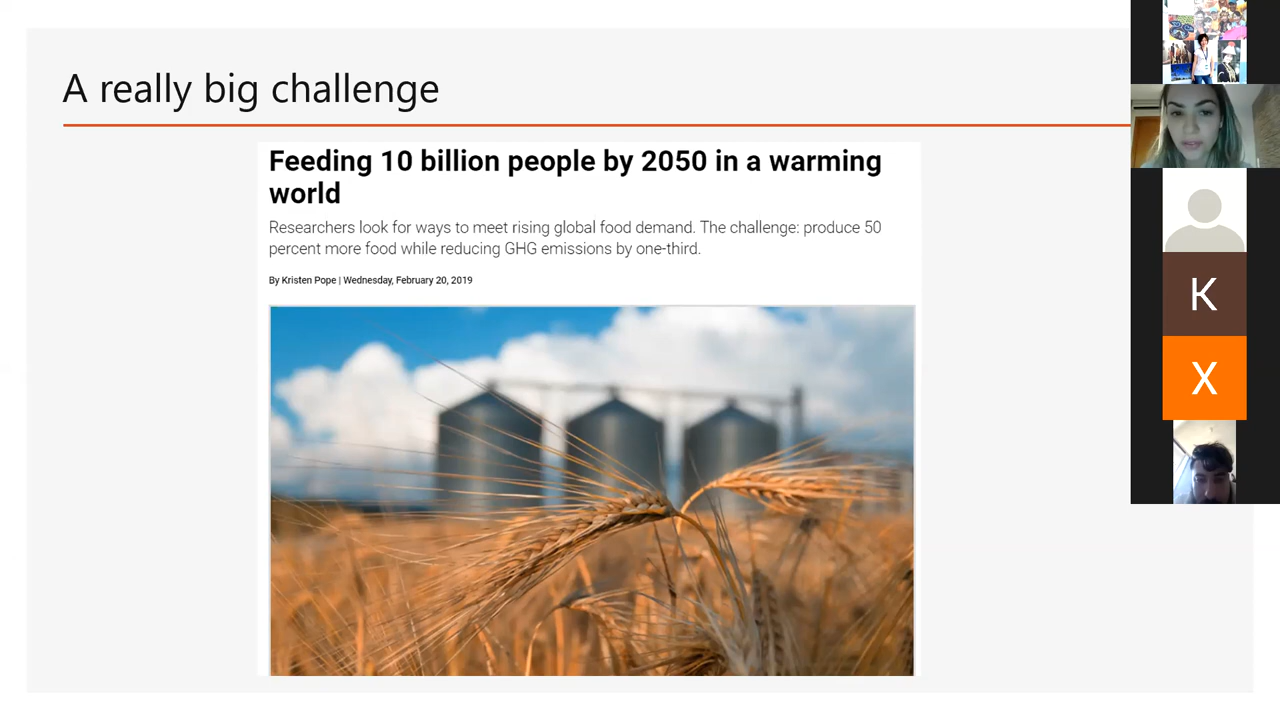 A really big challenge
Feeding 10 billion people by 2050 in a warming
world
Researchers look for ways to meet rising global food demand. The challenge: produce 50
percent more food while reducing GHG emissions by one-third.
By Kristen Pope | Wednesday, February 20, 2019
K
X